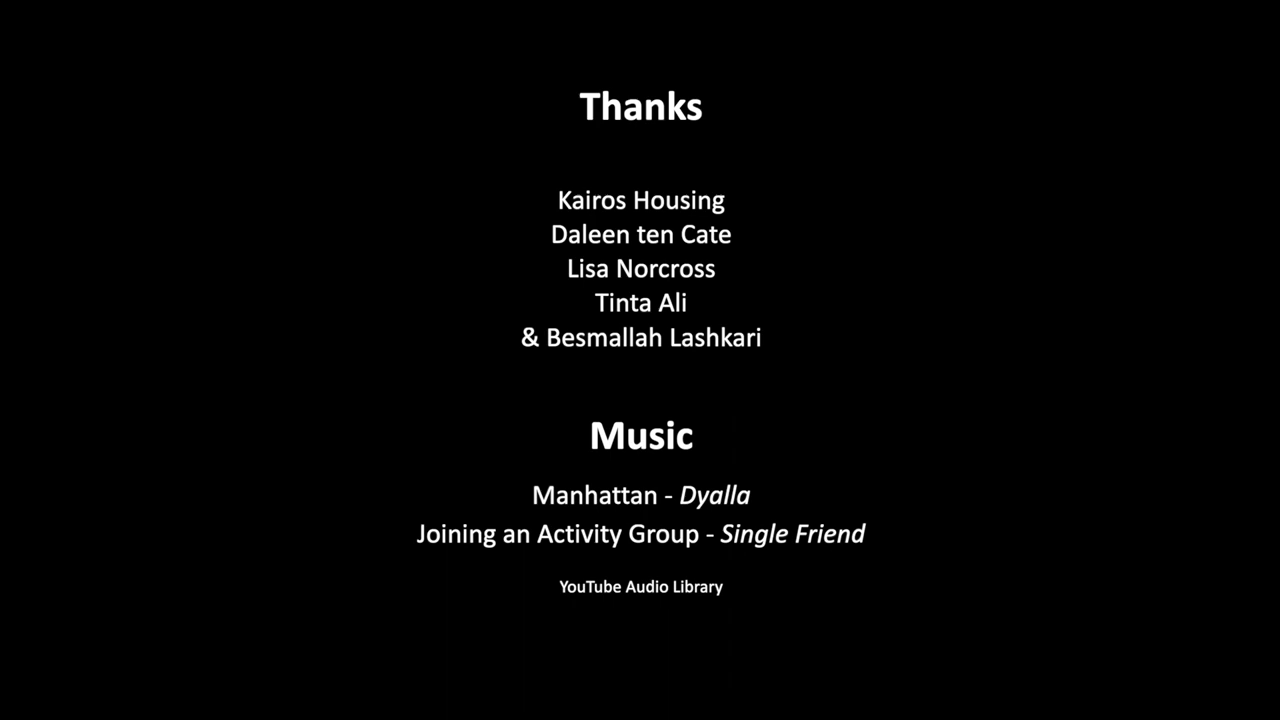 Thanks
Kairos Housing
Daleen ten Cate
Lisa Norcross
Tinta Ali
& Besmallah Lashkari
Music
Manhattan - Dyalla
Joining an Activity Group - Single Friend
YouTube Audio Library